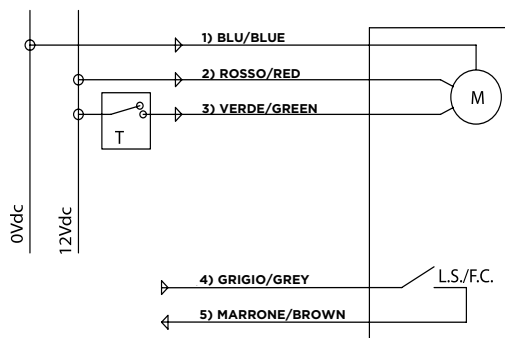 1) BLU/BLUE
2) ROSSO/RED
3) VERDE/GREEN
M
T
0Vdc
12Vdc
4) GRIGIO/GREY
L.S./F.C.
5) MARRONE/BROWN